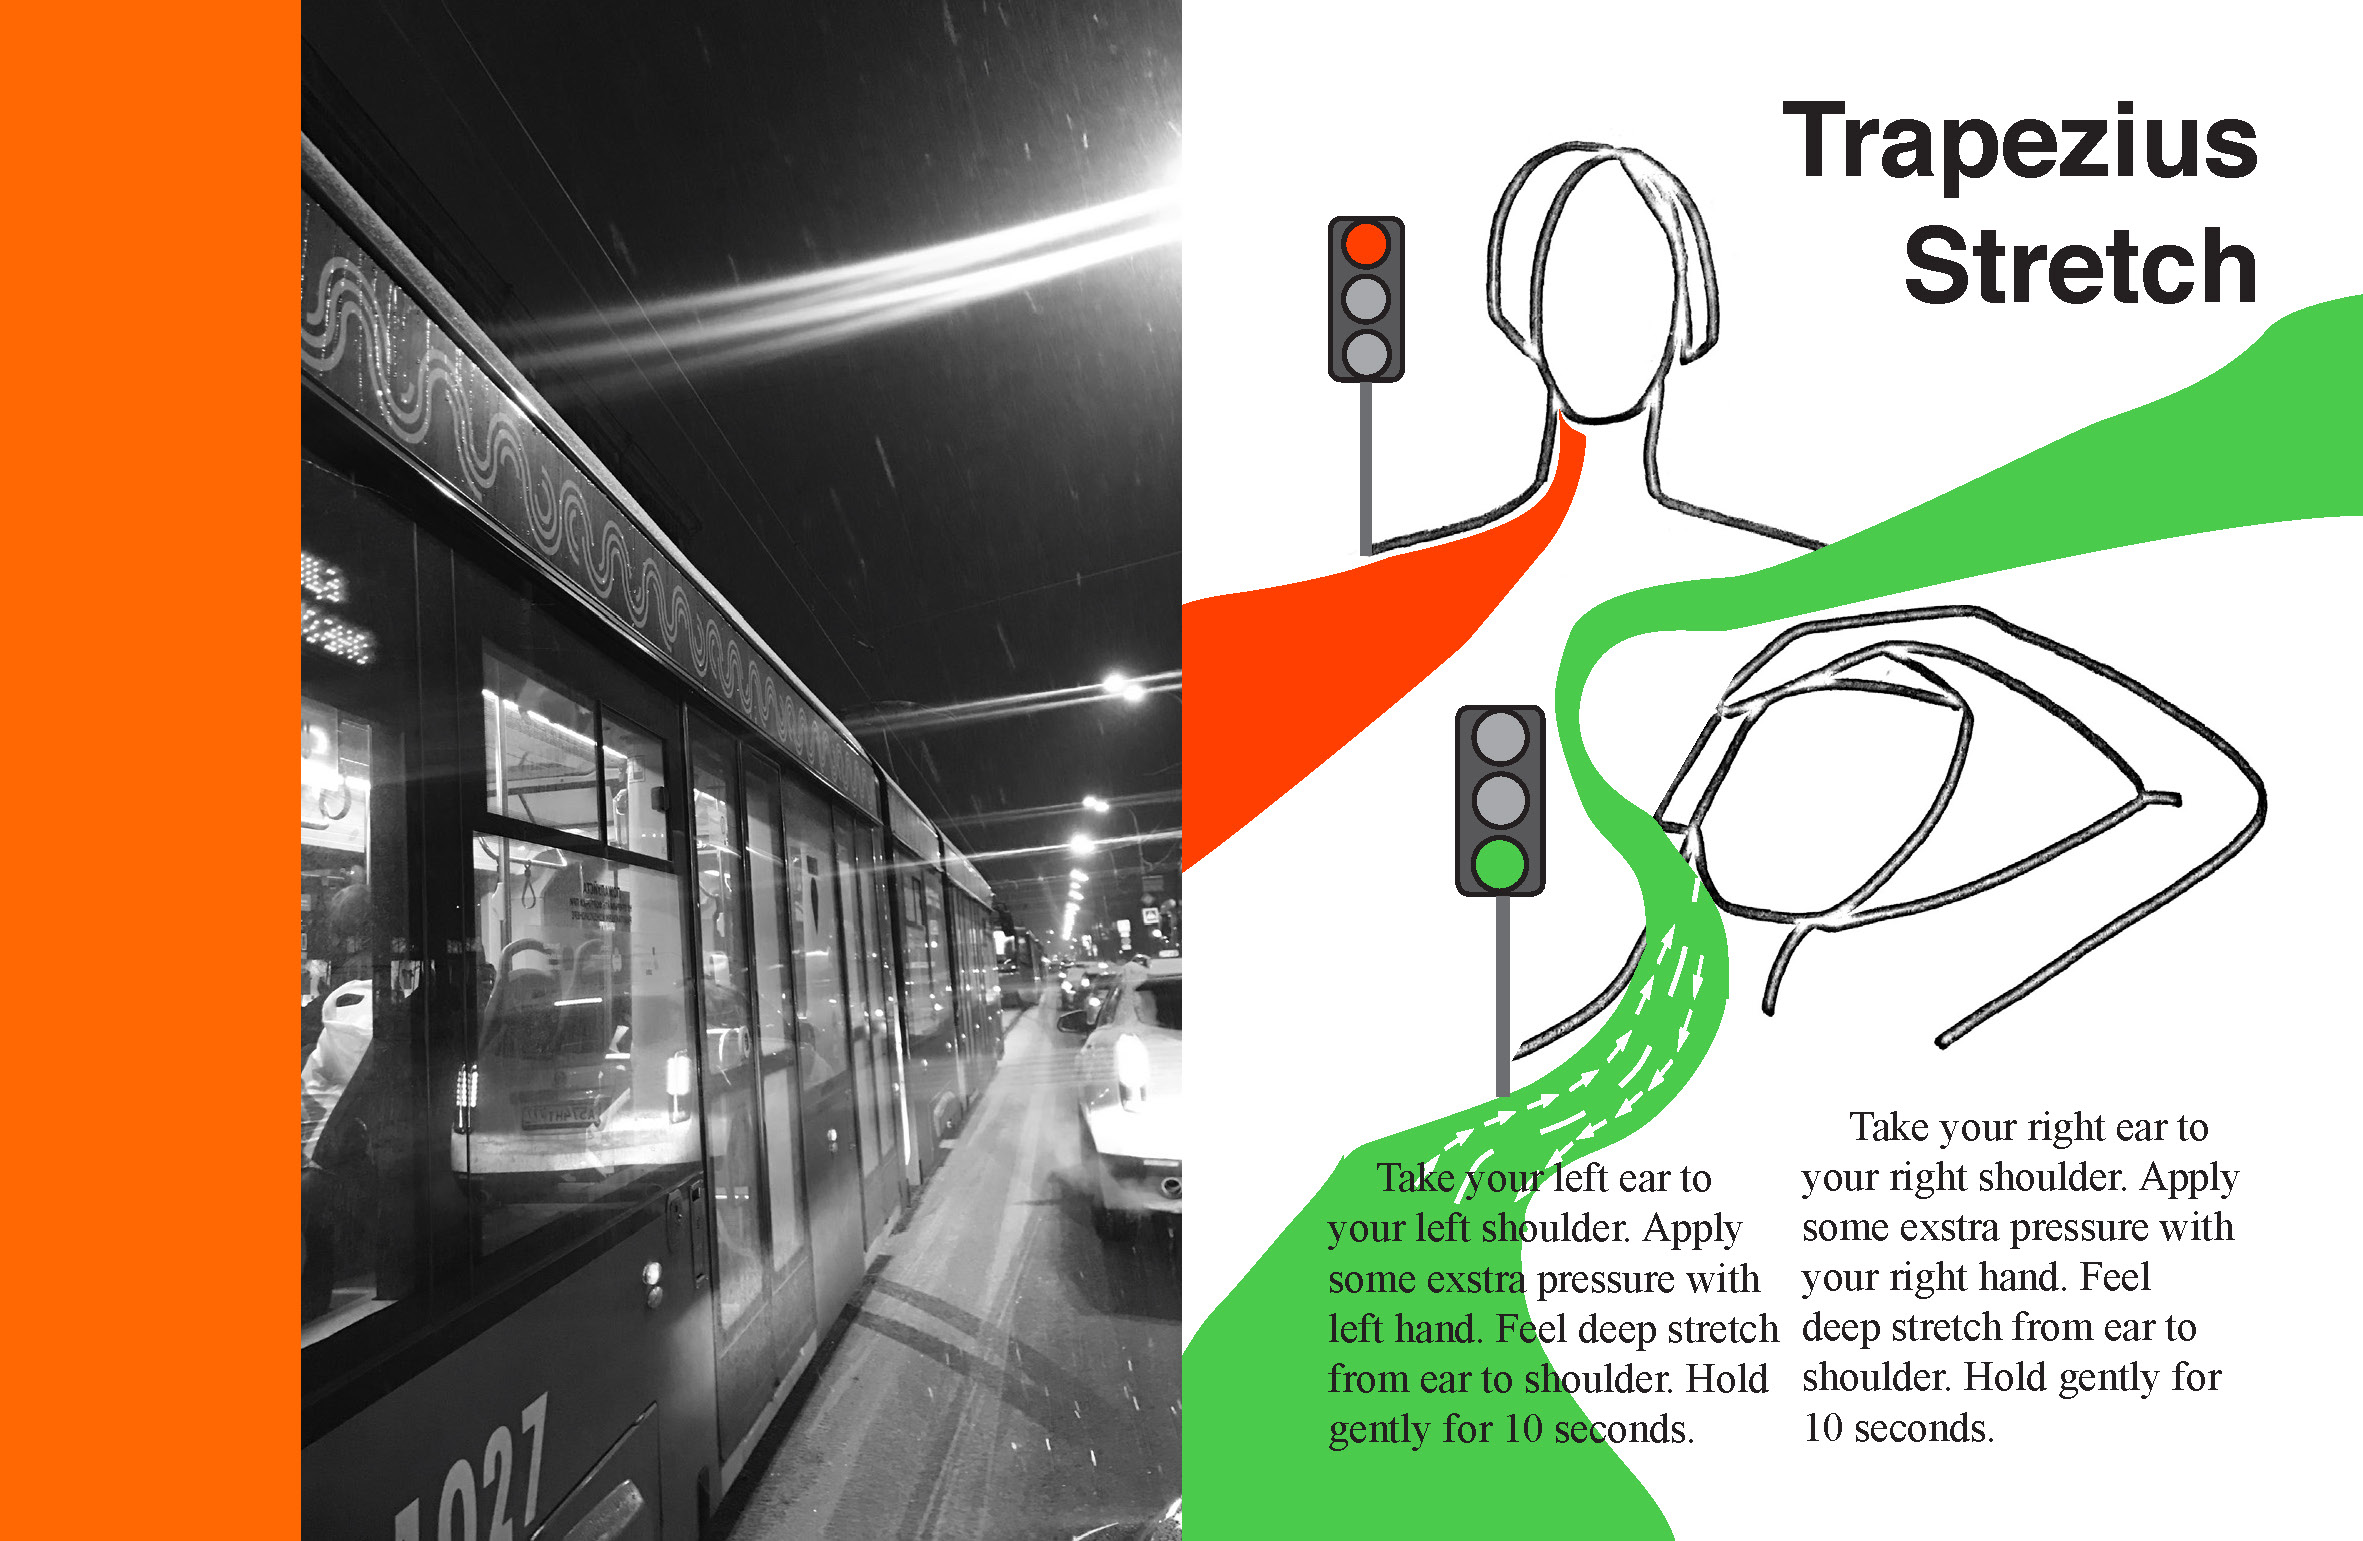 Trapezius
Stretch
Take your left ear to
your left shoulder. Apply
some exstra pressure with
left hand. Feel deep stretch
from ear to shoulder. Hold
gently for 10 seconds.
Take your right ear to
your right shoulder. Apply
some exstra pressure with
your right hand. Feel
deep stretch from ear to
shoulder. Hold gently for
10 seconds.
1027